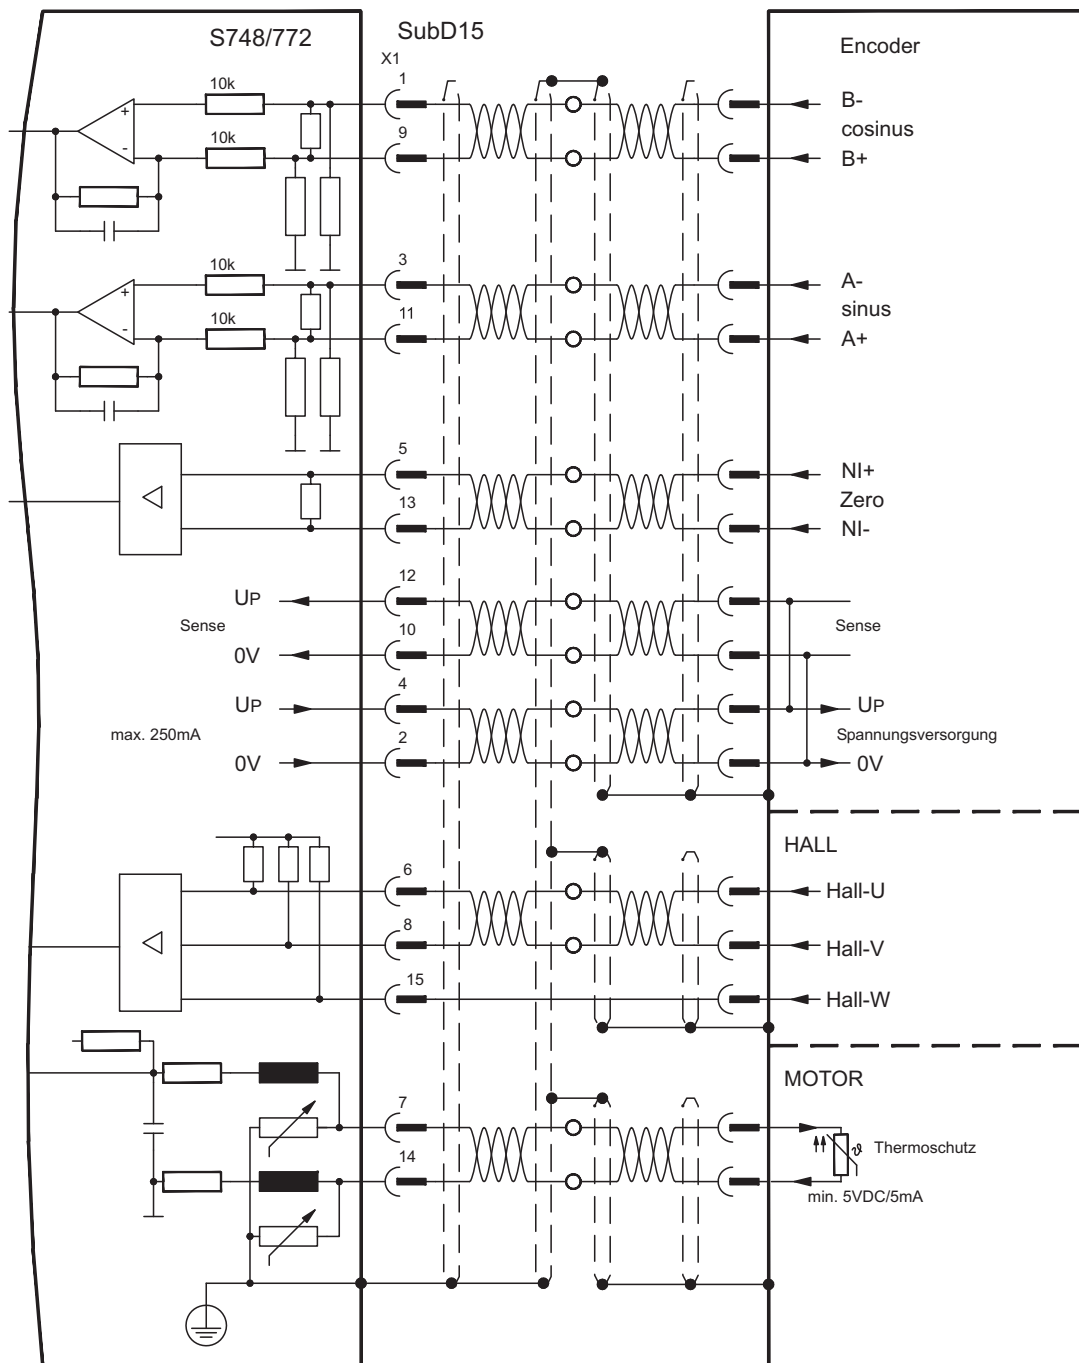 S748/772
SubD15
X1
Encoder
10k
1
B-
cosinus
10k
9
B+
10k
3
A-
sinus
10k
11
A+
5
NI+
Zero
13
NI-
12
UP
Sense
Sense
10
0V
4
UP
UP
max. 250mA
Spannungsversorgung
2
0V
0V
HALL
6
Hall-U
8
Hall-V
15
Hall-W
MOTOR
7
14
ϑ
Thermoschutz
min. 5VDC/5mA
+
-
+
-